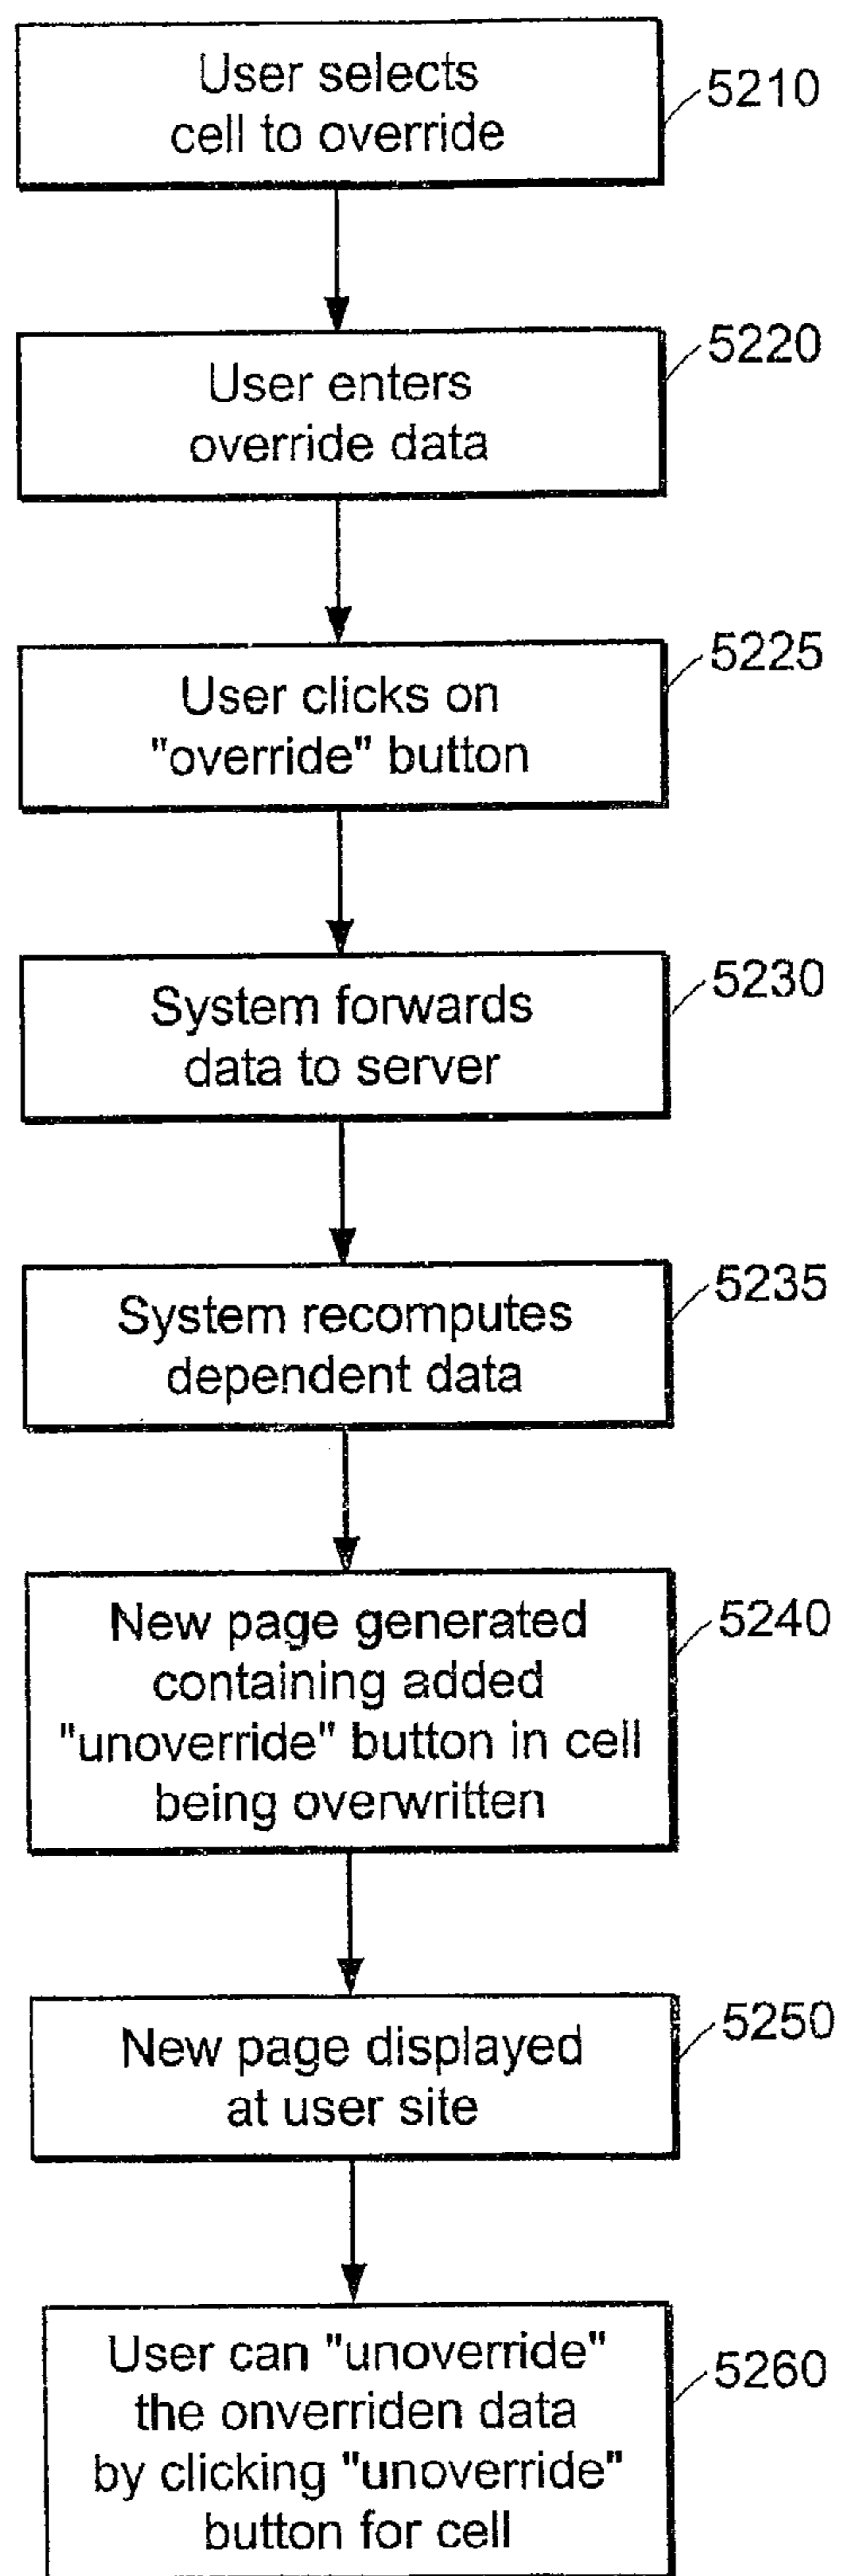 User selects
cell to override
5210
User enters
override data
5220
User clicks on
"override" button
5225
System forwards
data to server
5230
System recomputes
dependent data
5235
New page generated
containing added
"unoverride" button in cell
being overwritten
5240
New page displayed
at user site
5250
User can "unoverride"
the onverriden data
by clicking "unoverride"
button for cell
5260